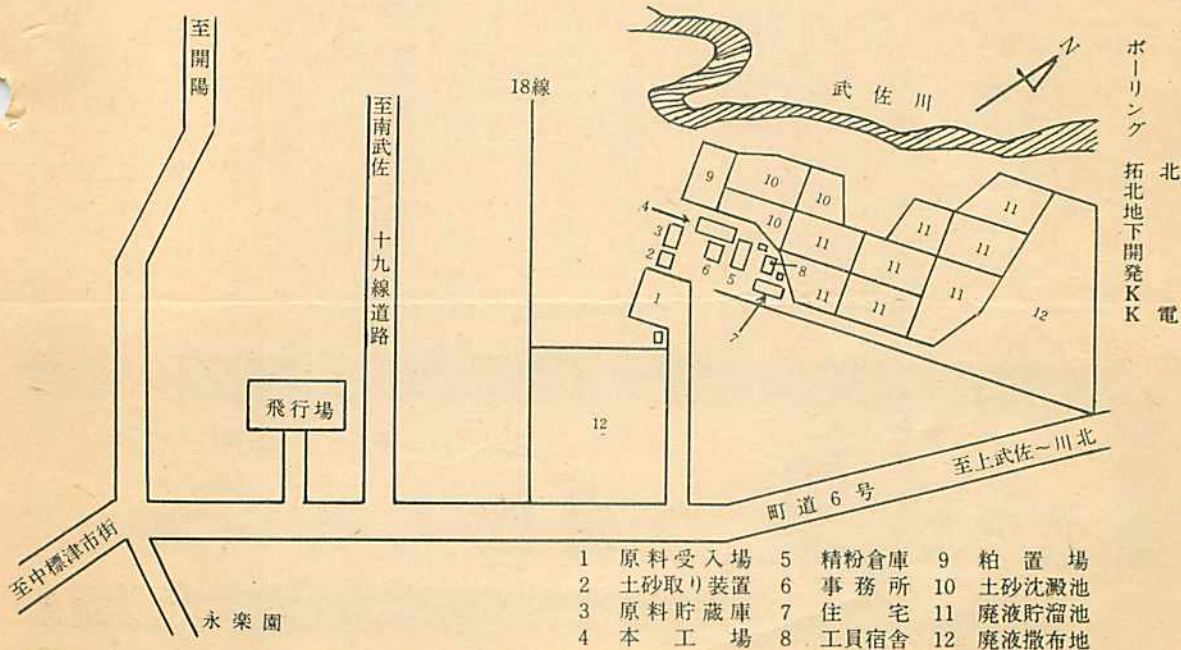 至開陽
至南武佐 十九線道路
18線
武佐川
N
ボーリング 拓北地下開発KK
北 電
飛行場
9
10
10
10
11
11
11
11
11
11
11
11
12
4
3
2
6
5
8
7
1
12
至上武佐～川北
町道6号
至中標津市街
永楽園
1 原料受入場 5 精粉倉庫 9 粕置場
2 土砂取り装置 6 事務所 10 土砂沈澱池
3 原料貯蔵庫 7 住宅 11 廃液貯溜池
4 本工場 8 工員宿舎 12 廃液撒布地